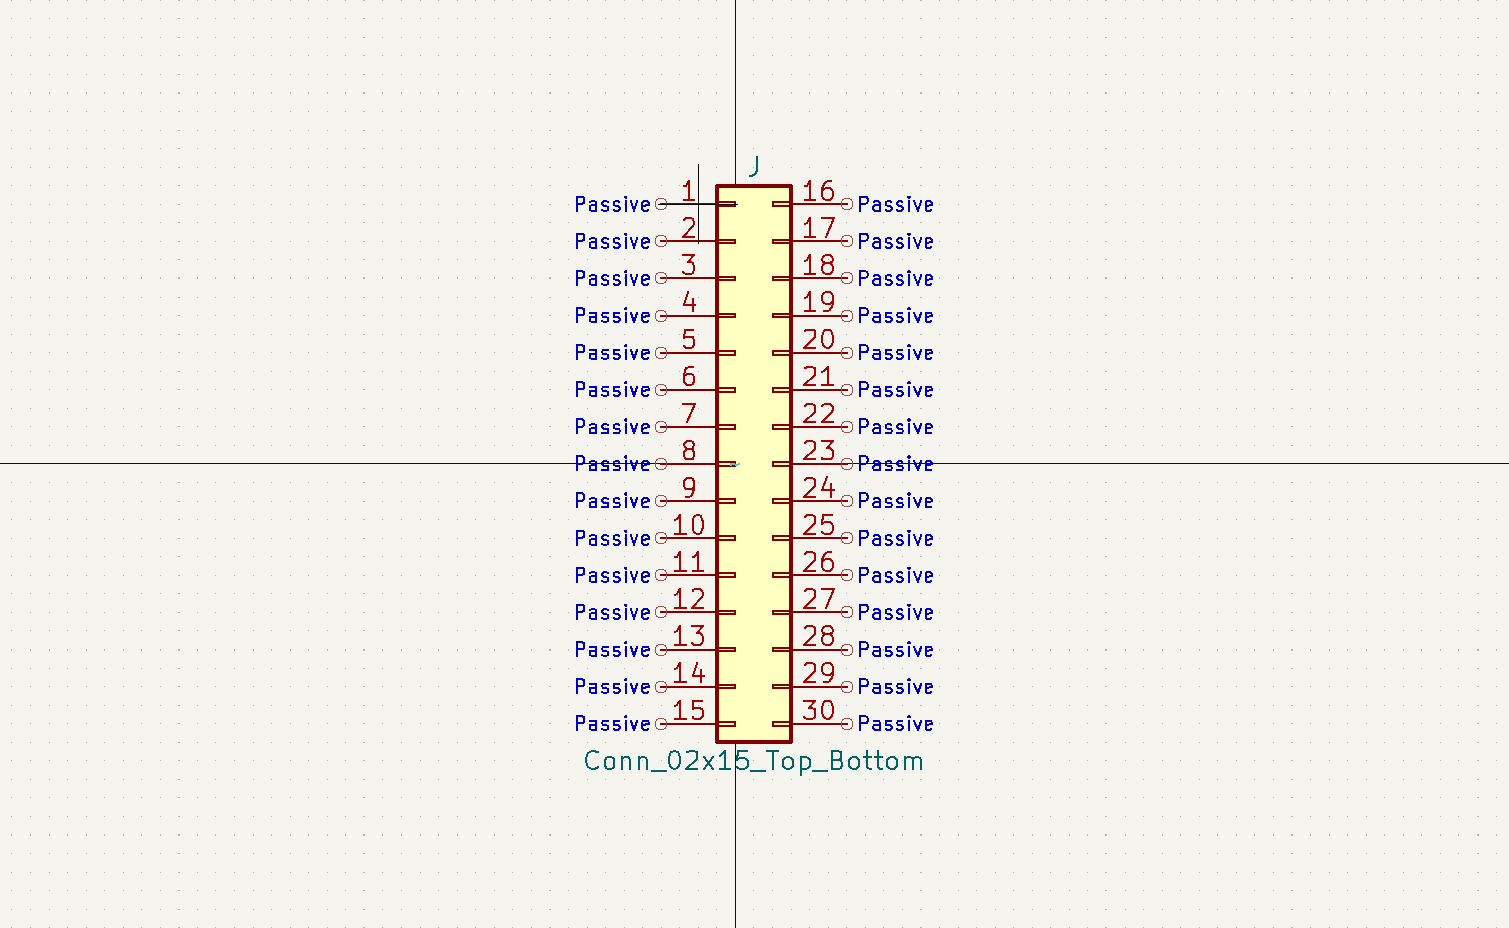 J
Passive 1 16 Passive
Passive 2 17 Passive
Passive 3 18 Passive
Passive 4 19 Passive
Passive 5 20 Passive
Passive 6 21 Passive
Passive 7 22 Passive
Passive 8 23 Passive
Passive 9 24 Passive
Passive 10 25 Passive
Passive 11 26 Passive
Passive 12 27 Passive
Passive 13 28 Passive
Passive 14 29 Passive
Passive 15 30 Passive
Conn_02x15_Top_Bottom